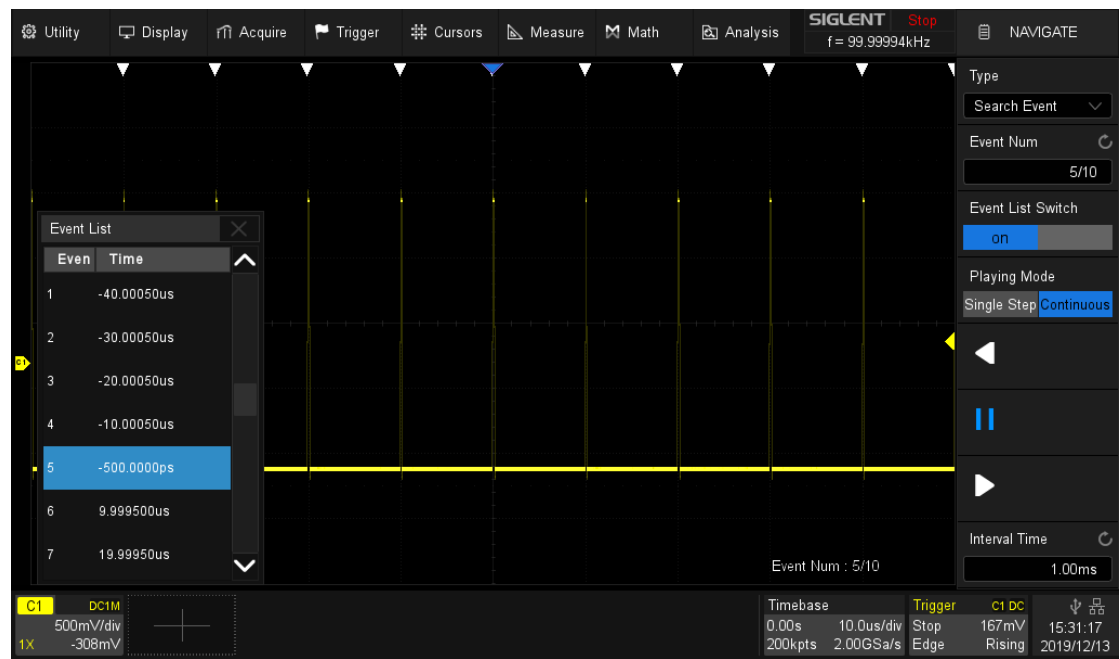 Utility Display Acquire Trigger Cursors Measure Math Analysis
SIGLENT Stop
f = 99.99994kHz
NAVIGATE
Type
Search Event
Event Num
5/10
Event List Switch
on
Playing Mode
Single Step Continuous
Interval Time
1.00ms
Event List
Even Time
1 -40.00050us
2 -30.00050us
3 -20.00050us
4 -10.00050us
5 -500.0000ps
6 9.999500us
7 19.99950us
C1
Event Num : 5/10
C1 DC1M
500mV/div
1X -308mV
Timebase
0.00s 10.0us/div
200kpts 2.00GSa/s
Trigger C1 DC
Stop 167mV
Edge Rising
15:31:17
2019/12/13